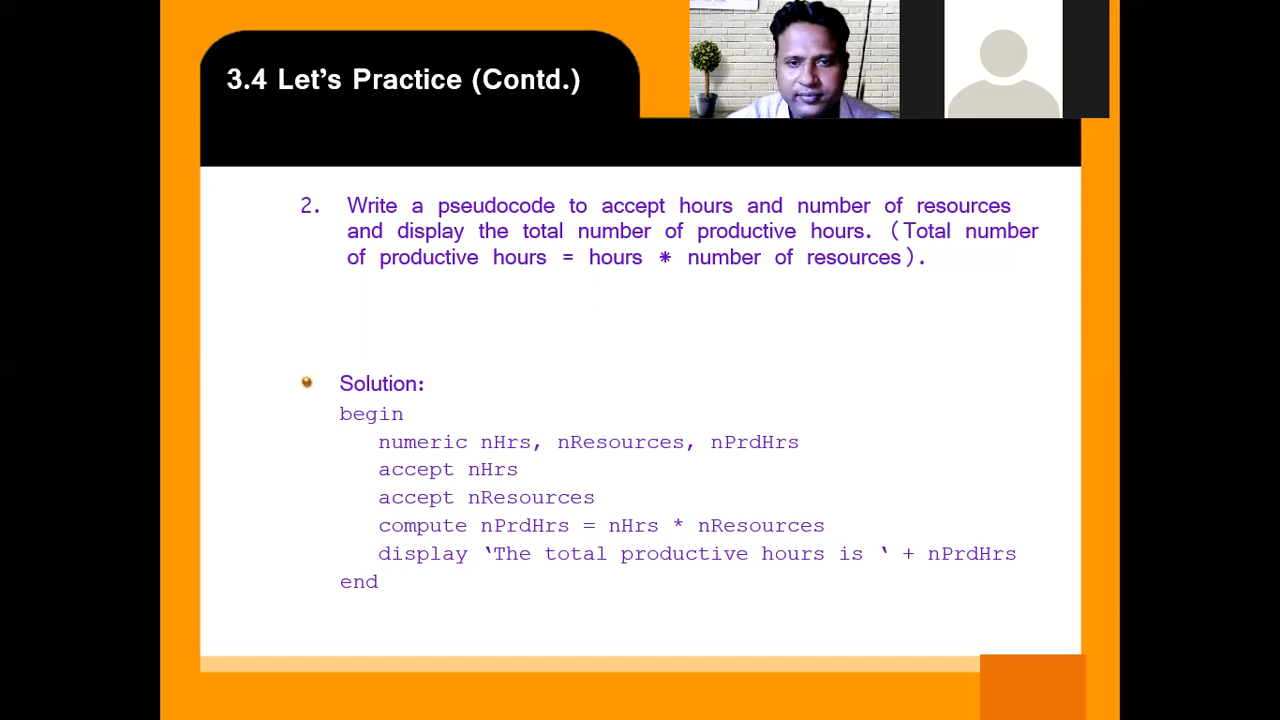 3.4 Let’s Practice (Contd.)
2. Write a pseudocode to accept hours and number of resources
and display the total number of productive hours. (Total number
of productive hours = hours * number of resources).
Solution:
begin
numeric nHrs, nResources, nPrdHrs
accept nHrs
accept nResources
compute nPrdHrs = nHrs * nResources
display ‘The total productive hours is ‘ + nPrdHrs
end